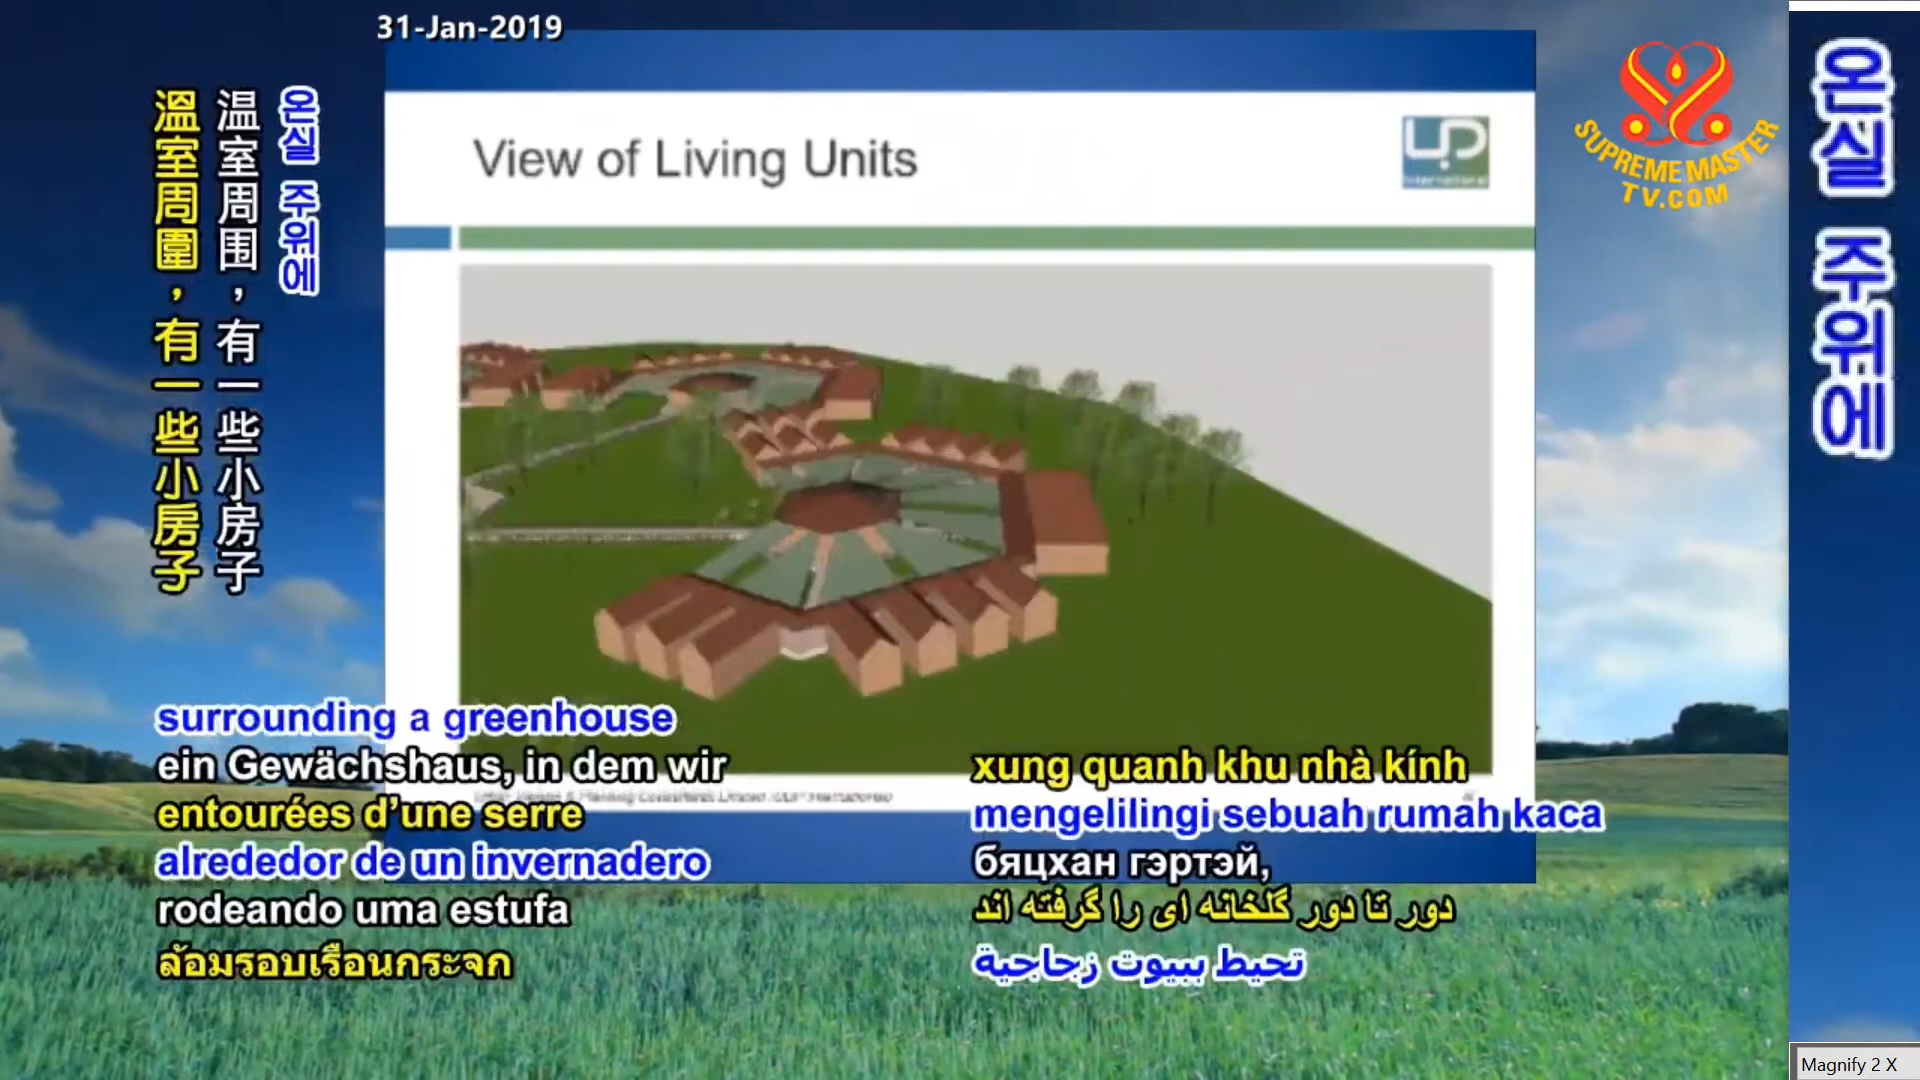 31-Jan-2019
온실 주위에
温室周围，有一些小房子
溫室周圍，有一些小房子
View of Living Units
UP
International
SUPREME MASTER
TV.COM
온실 주위에
surrounding a greenhouse
ein Gewächshaus, in dem wir
entourées d’une serre
alrededor de un invernadero
rodeando uma estufa
ล้อมรอบเรือนกระจก
xung quanh khu nhà kính
mengelilingi sebuah rumah kaca
бяцхан гэртэй,
دور تا دور گلخانه ای را گرفته اند
تحيط ببيوت زجاجية
Magnify 2 X